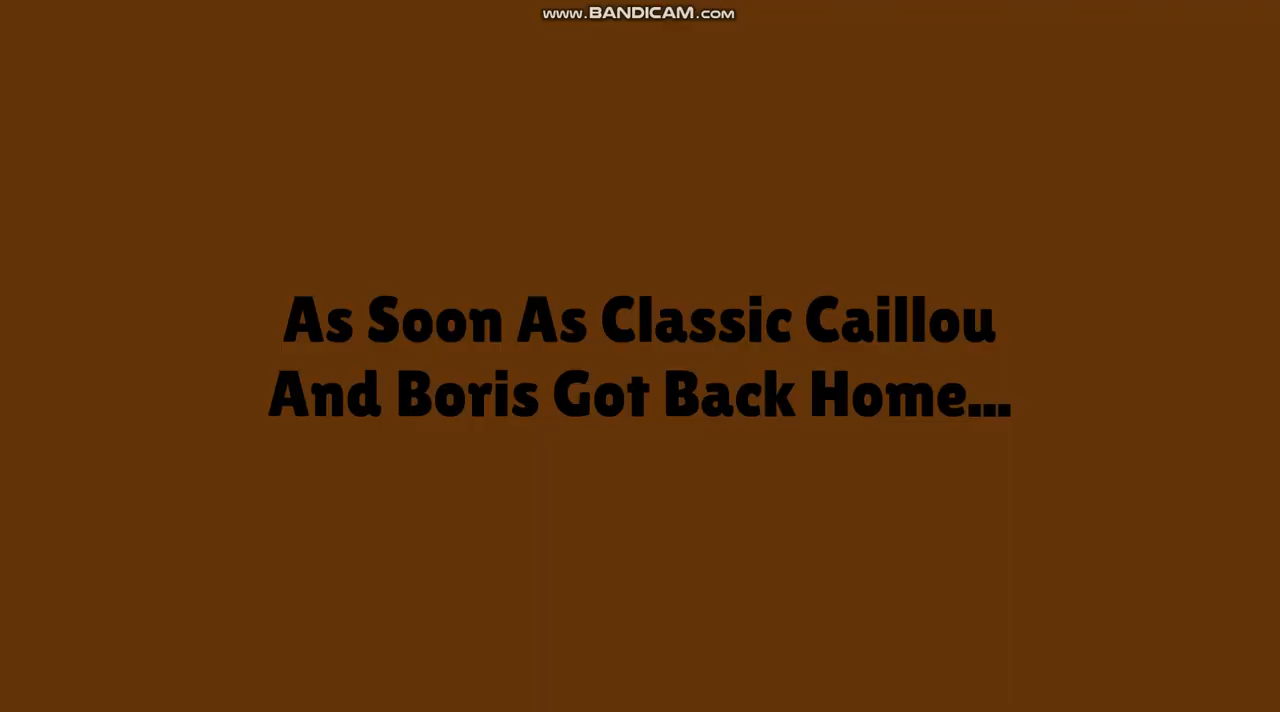 www.BANDICAM.com
As Soon As Classic Caillou
And Boris Got Back Home...